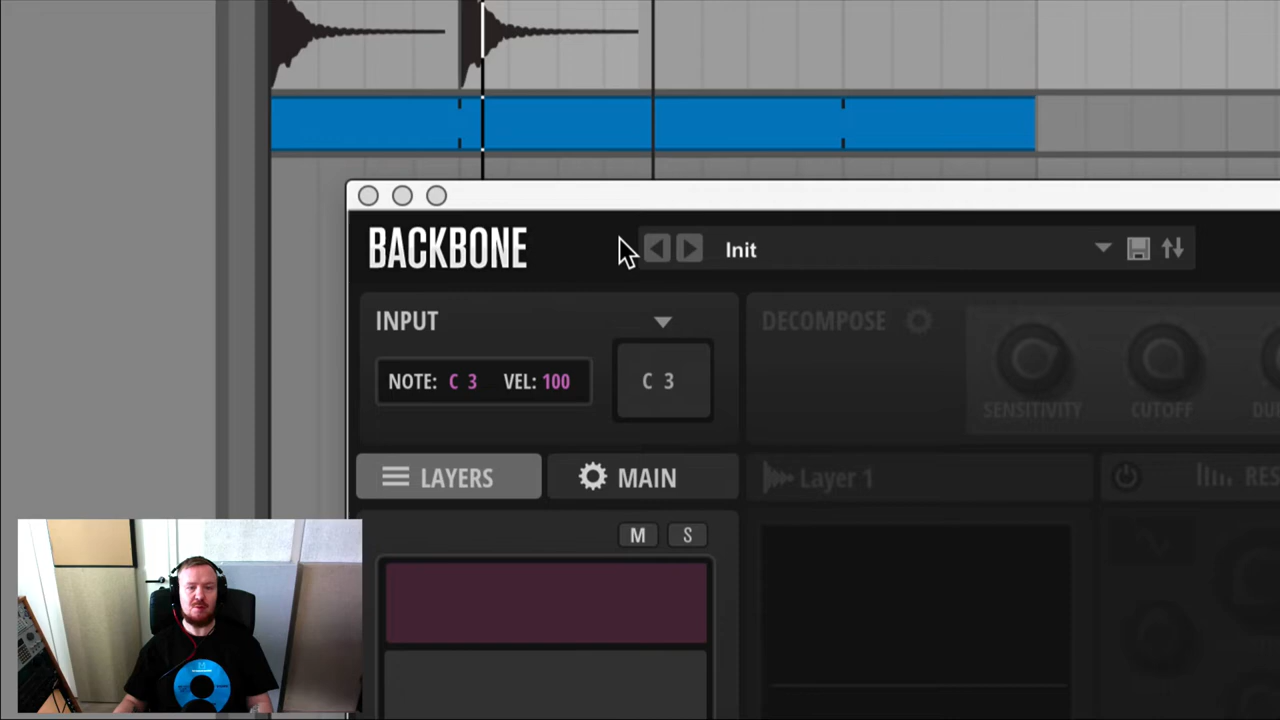 BACKBONE
Init
INPUT
DECOMPOSE
NOTE: C 3 VEL: 100
C 3
SENSITIVITY
CUTOFF
LAYERS
MAIN
Layer 1
M S